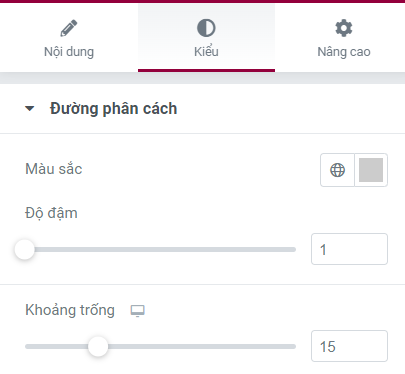 Nội dung
Kiểu
Nâng cao
Đường phân cách
Màu sắc
Độ đậm
1
Khoảng trống
15